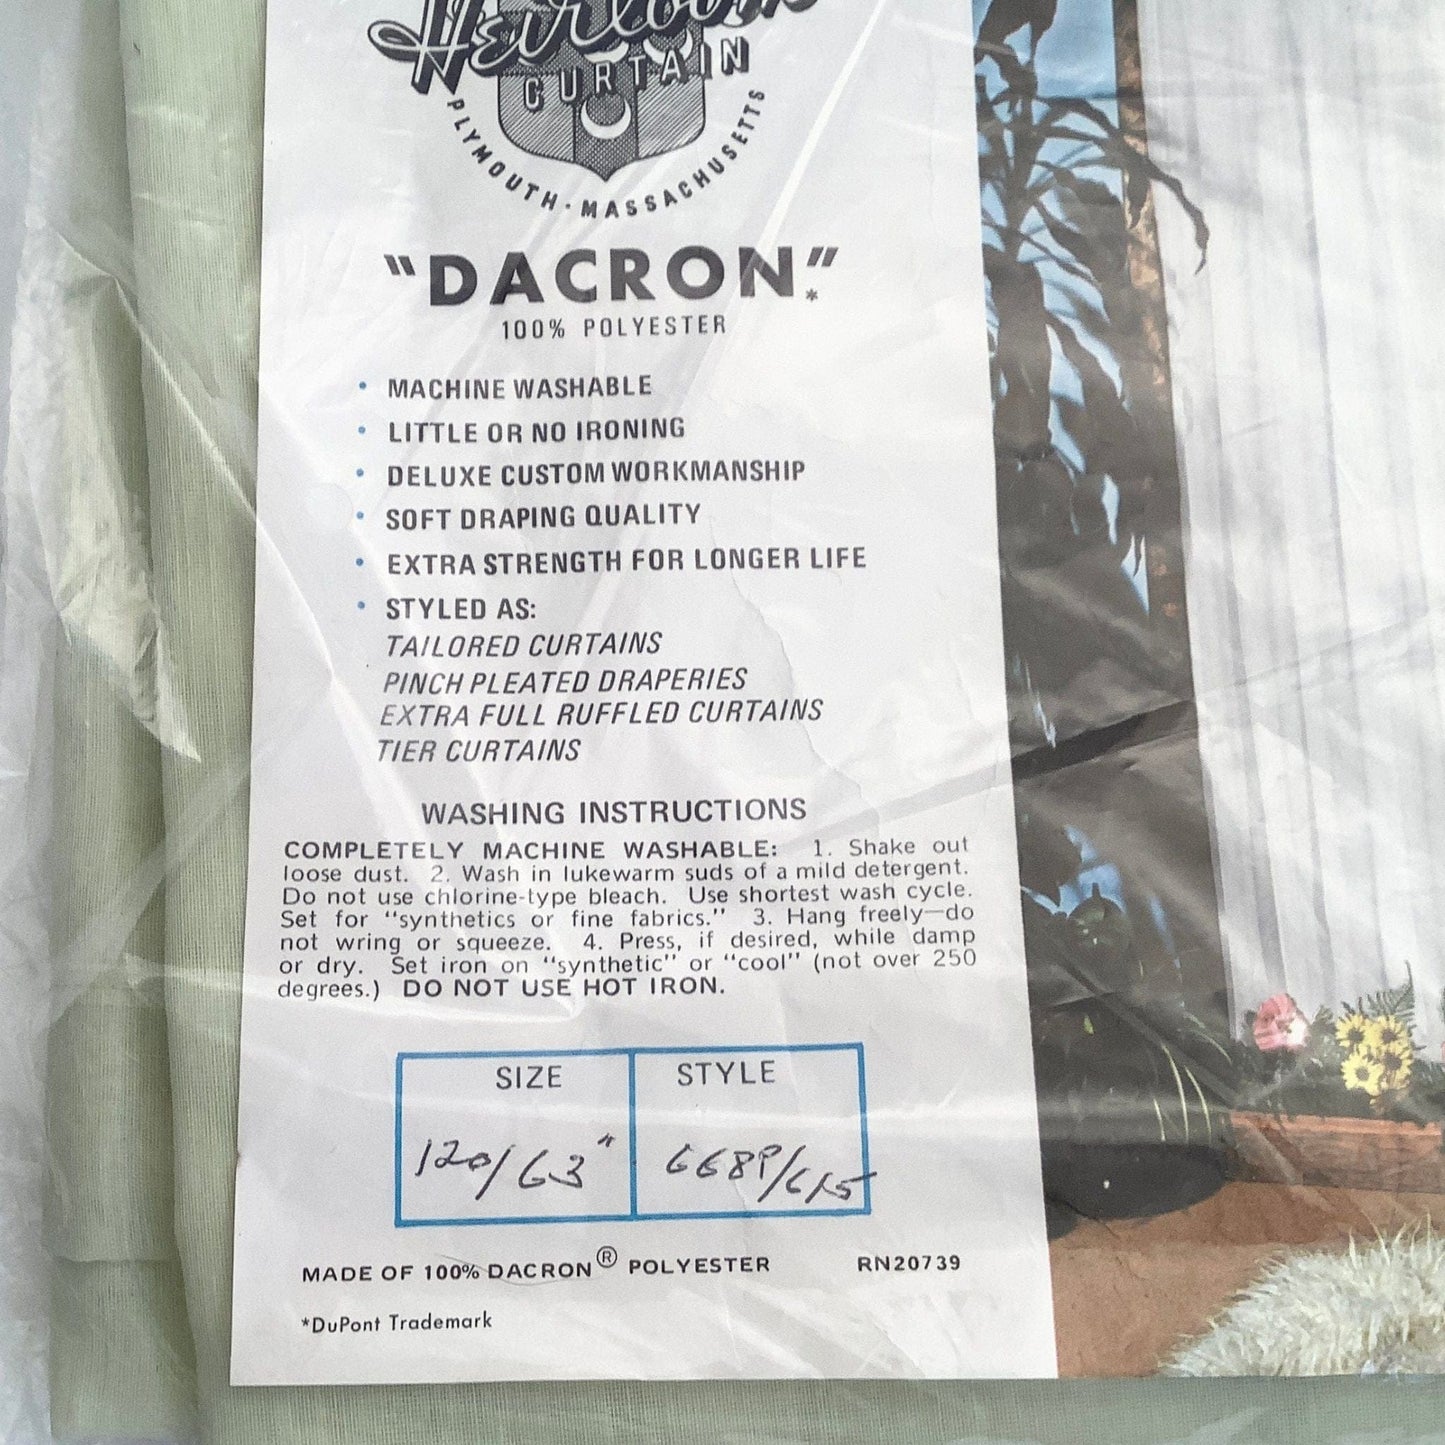 Heirloom
CURTAIN
PLYMOUTH · MASSACHUSETTS
"DACRON."*
100% POLYESTER
• MACHINE WASHABLE
• LITTLE OR NO IRONING
• DELUXE CUSTOM WORKMANSHIP
• SOFT DRAPING QUALITY
• EXTRA STRENGTH FOR LONGER LIFE
• STYLED AS:
TAILORED CURTAINS
PINCH PLEATED DRAPERIES
EXTRA FULL RUFFLED CURTAINS
TIER CURTAINS
WASHING INSTRUCTIONS
COMPLETELY MACHINE WASHABLE: 1. Shake out
loose dust. 2. Wash in lukewarm suds of a mild detergent.
Do not use chlorine-type bleach. Use shortest wash cycle.
Set for "synthetics or fine fabrics." 3. Hang freely—do
not wring or squeeze. 4. Press, if desired, while damp
or dry. Set iron on "synthetic" or "cool" (not over 250
degrees.) DO NOT USE HOT IRON.
SIZE STYLE
120/63" 668P/615
MADE OF 100% DACRON® POLYESTER RN20739
*DuPont Trademark